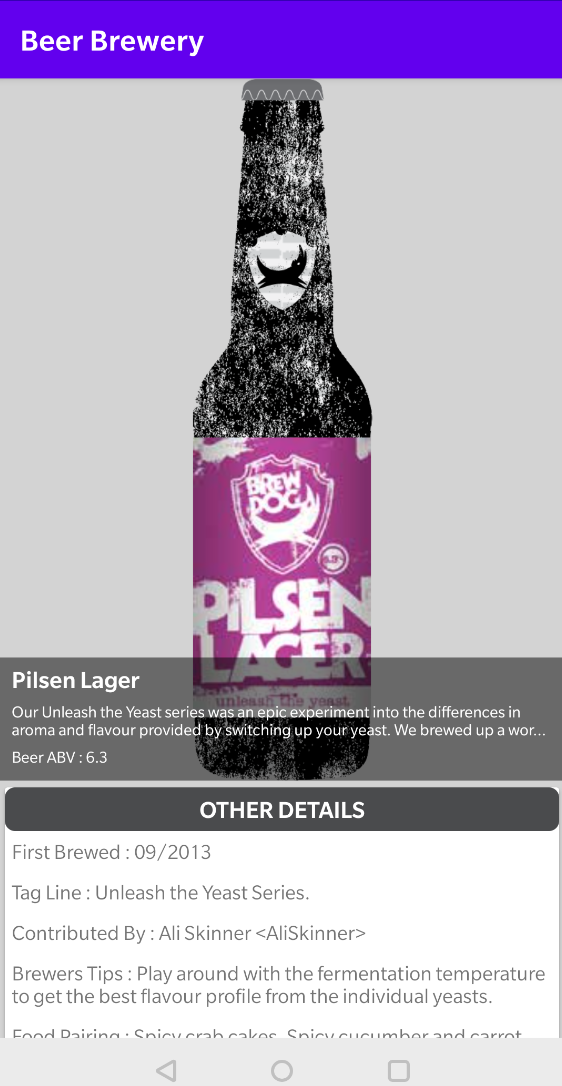 Beer Brewery
BREW
DOG
PILSEN
LAGER
unleash the yeast
Pilsen Lager
Our Unleash the Yeast series was an epic experiment into the differences in
aroma and flavour provided by switching up your yeast. We brewed up a wor...
Beer ABV : 6.3
OTHER DETAILS
First Brewed : 09/2013
Tag Line : Unleash the Yeast Series.
Contributed By : Ali Skinner <AliSkinner>
Brewers Tips : Play around with the fermentation temperature
to get the best flavour profile from the individual yeasts.
Food Pairing : Spicy crab cakes, Spicy cucumber and carrot